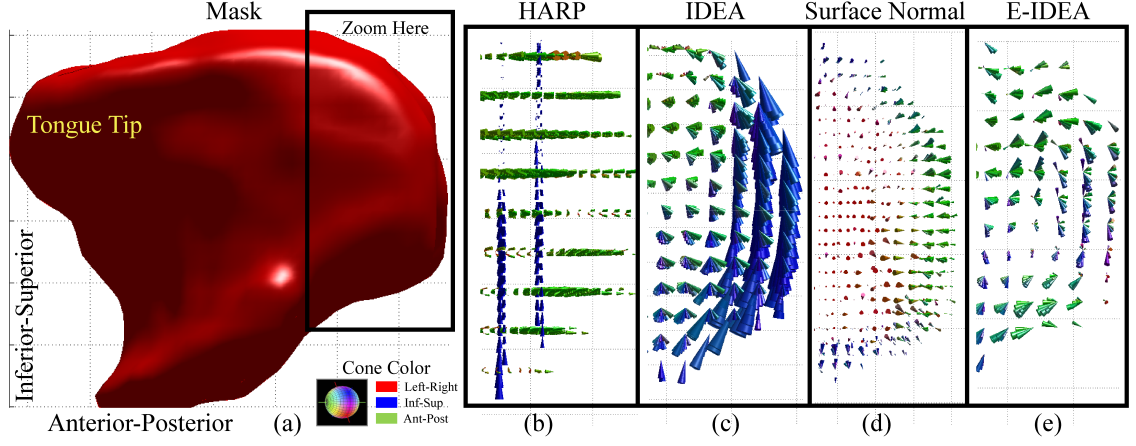 Mask
HARP
IDEA
Surface Normal
E-IDEA
Zoom Here
Tongue Tip
Inferior-Superior
Cone Color
Left-Right
Inf-Sup
Ant-Post
Anterior-Posterior
(a)
(b)
(c)
(d)
(e)